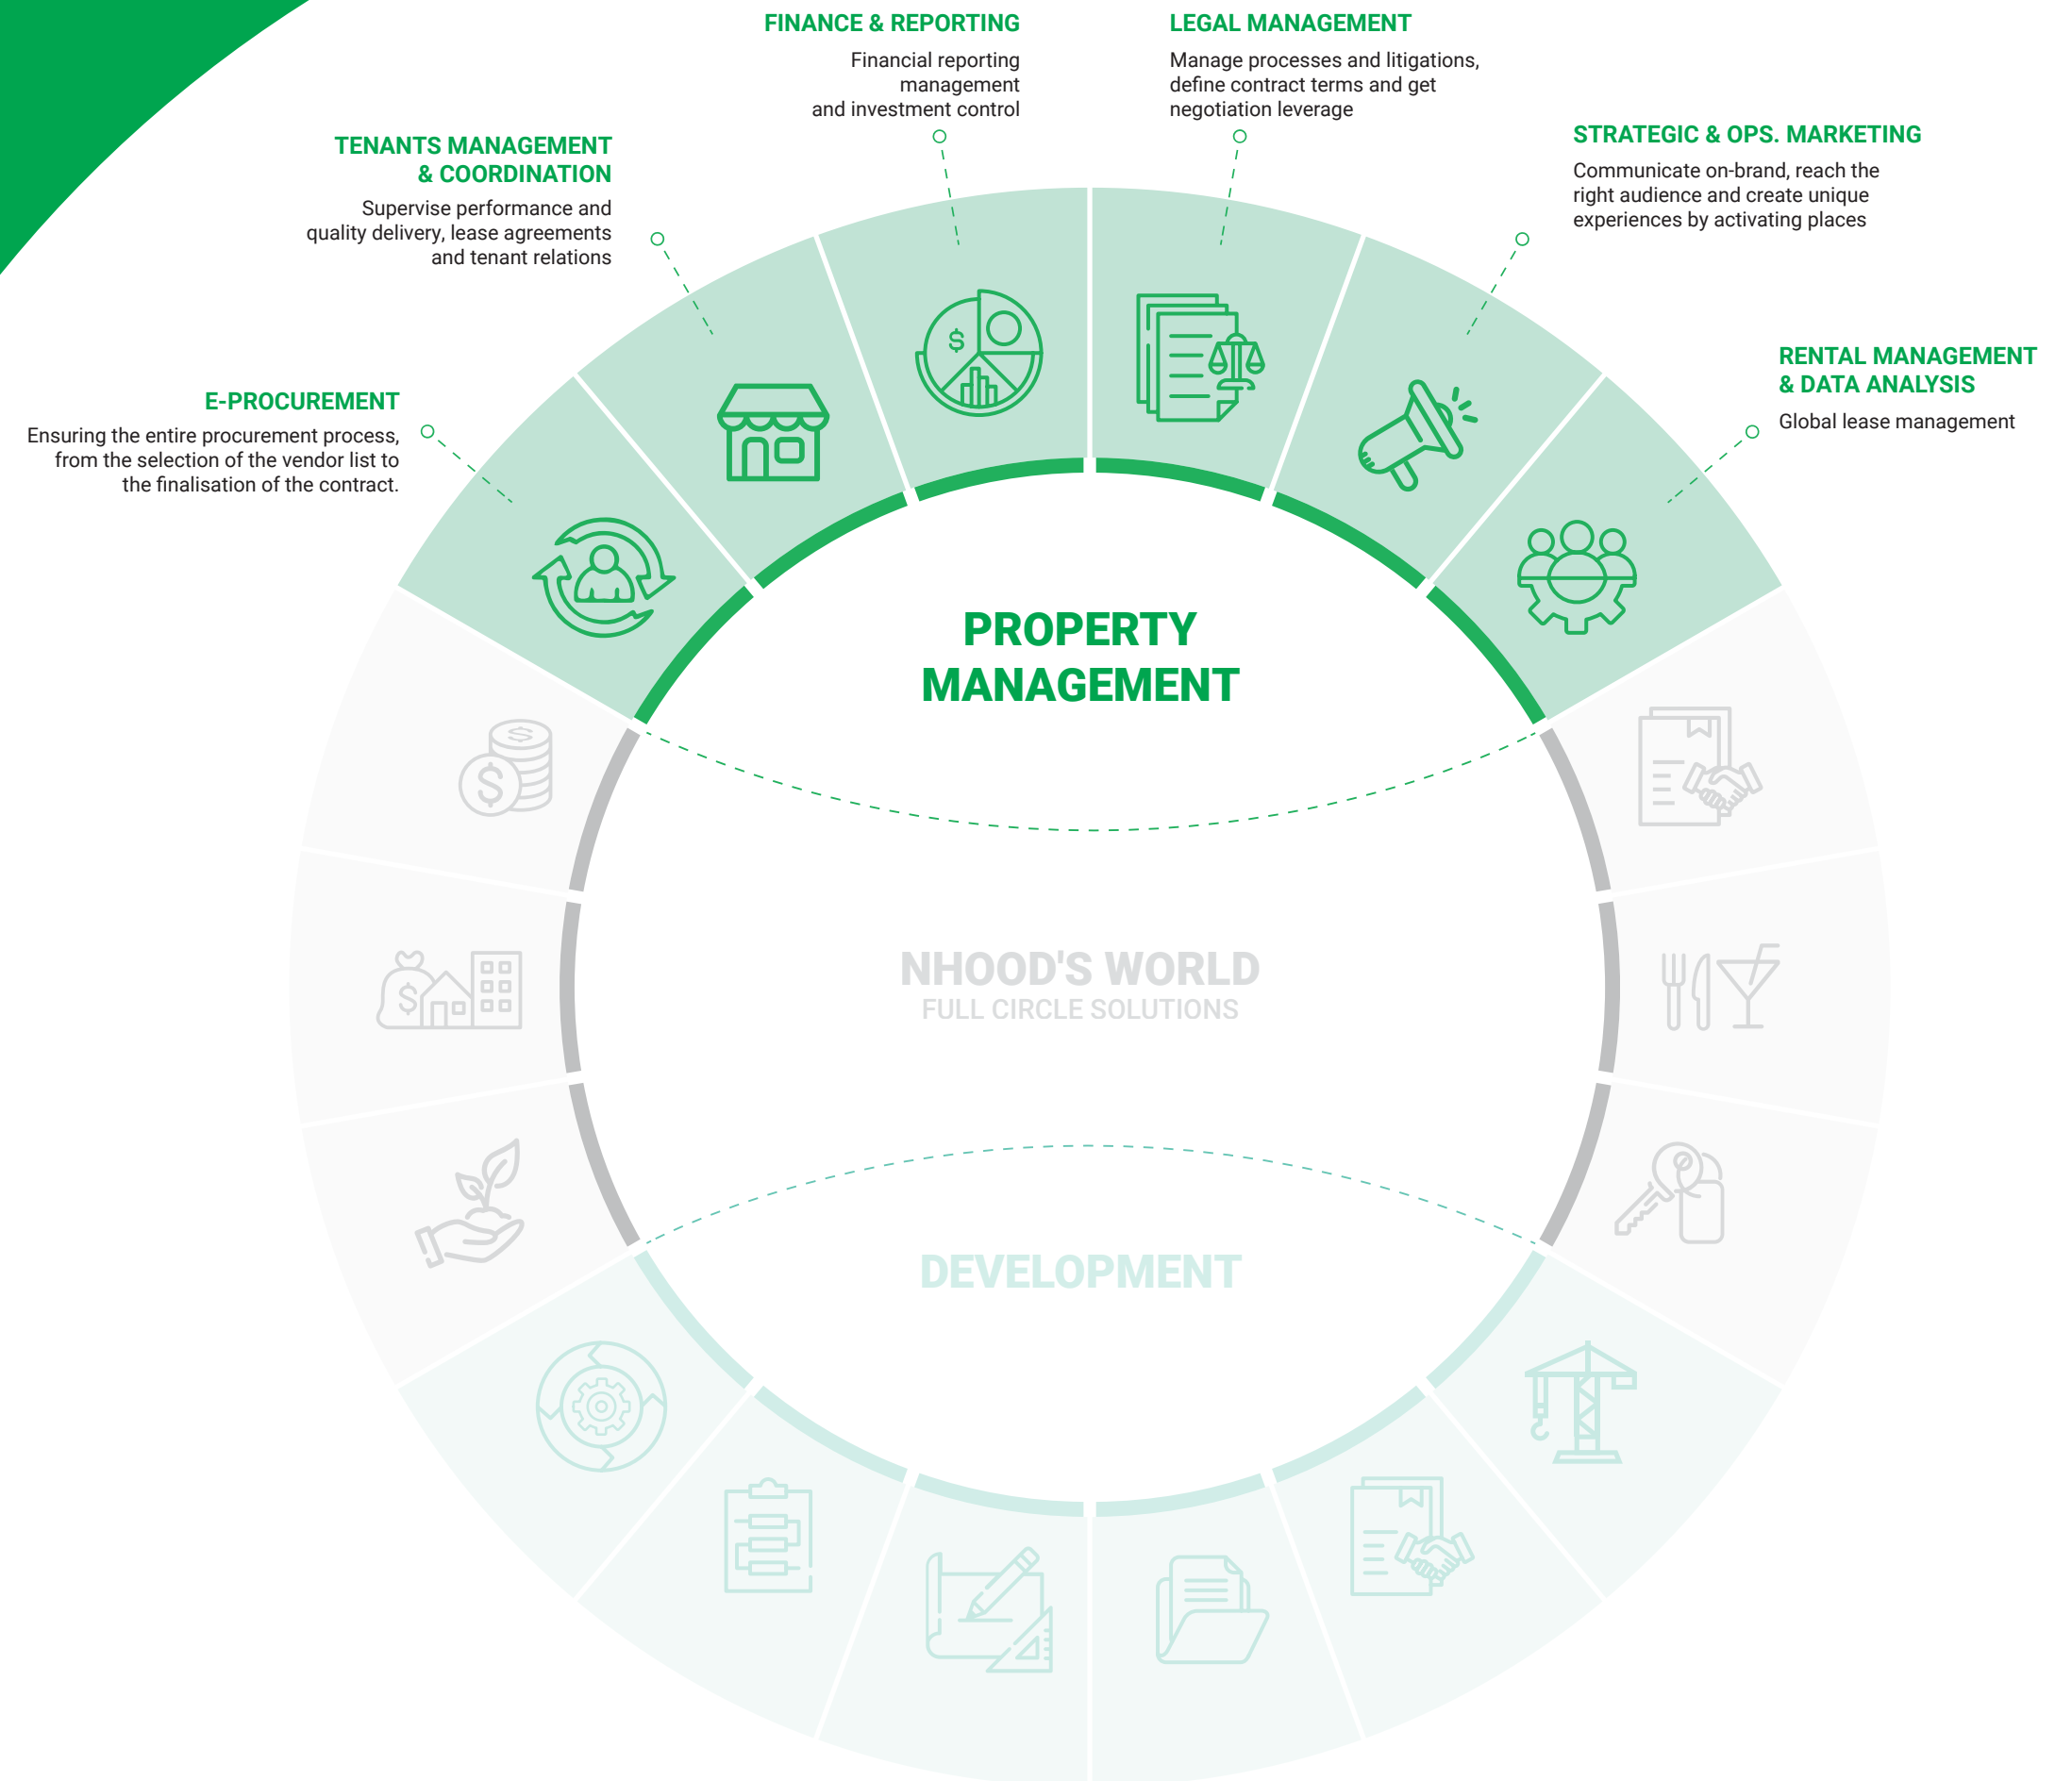 FINANCE & REPORTING
Financial reporting
management
and investment control
LEGAL MANAGEMENT
Manage processes and litigations,
define contract terms and get
negotiation leverage
TENANTS MANAGEMENT
& COORDINATION
Supervise performance and
quality delivery, lease agreements
and tenant relations
STRATEGIC & OPS. MARKETING
Communicate on-brand, reach the
right audience and create unique
experiences by activating places
E-PROCUREMENT
Ensuring the entire procurement process,
from the selection of the vendor list to
the finalisation of the contract.
RENTAL MANAGEMENT
& DATA ANALYSIS
Global lease management
PROPERTY
MANAGEMENT
NHOOD'S WORLD
FULL CIRCLE SOLUTIONS
DEVELOPMENT